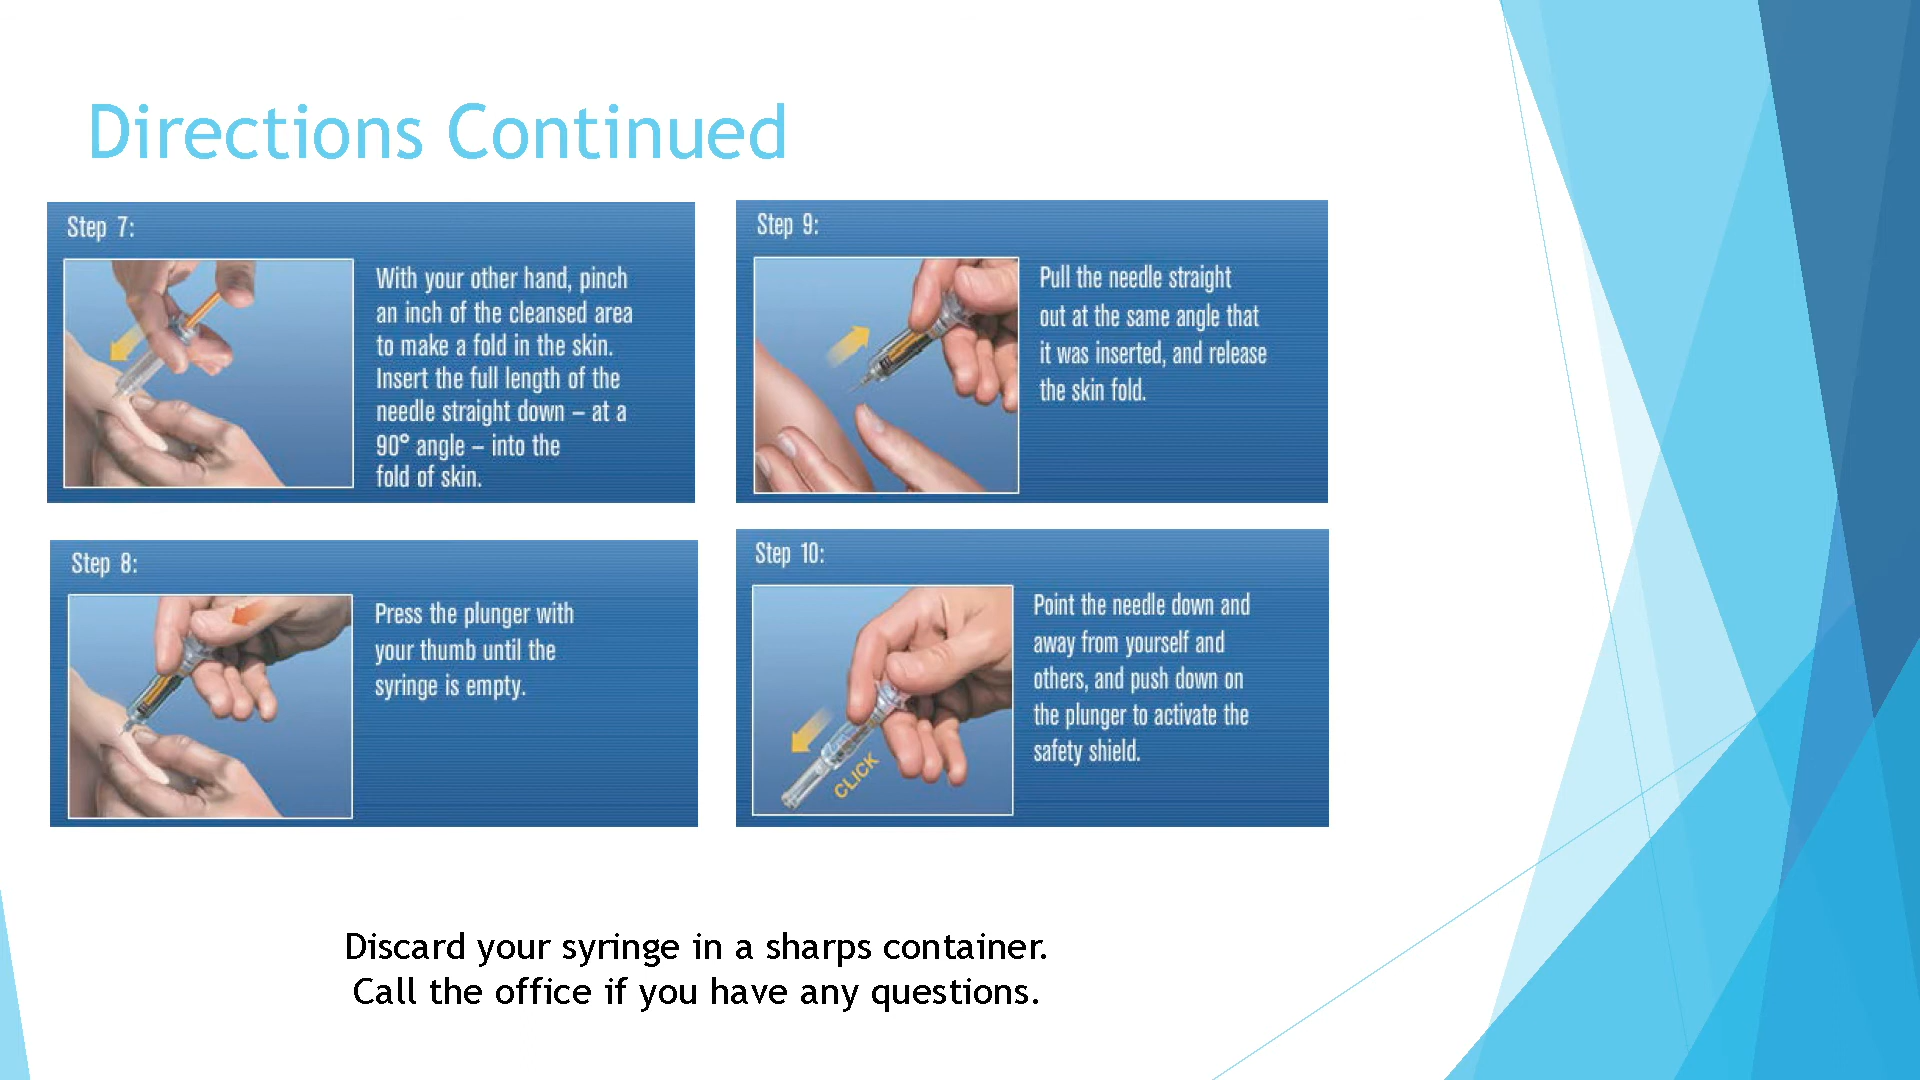 Directions Continued
Step 7:
With your other hand, pinch
an inch of the cleansed area
to make a fold in the skin.
Insert the full length of the
needle straight down – at a
90° angle – into the
fold of skin.
Step 8:
Press the plunger with
your thumb until the
syringe is empty.
Step 9:
Pull the needle straight
out at the same angle that
it was inserted, and release
the skin fold.
Step 10:
CLICK
Point the needle down and
away from yourself and
others, and push down on
the plunger to activate the
safety shield.
Discard your syringe in a sharps container.
Call the office if you have any questions.